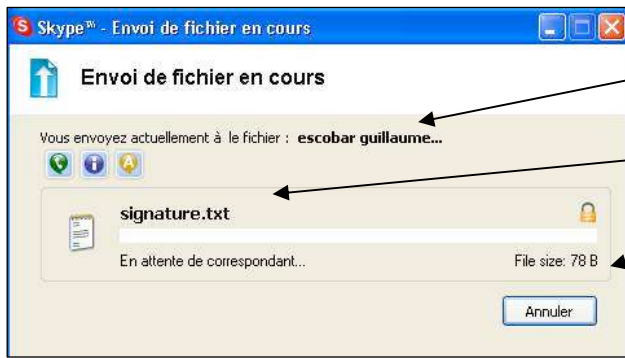 Skype™ - Envoi de fichier en cours
Envoi de fichier en cours
Vous envoyez actuellement à le fichier : escobar guillaume...
signature.txt
En attente de correspondant...
File size: 78 B
Annuler